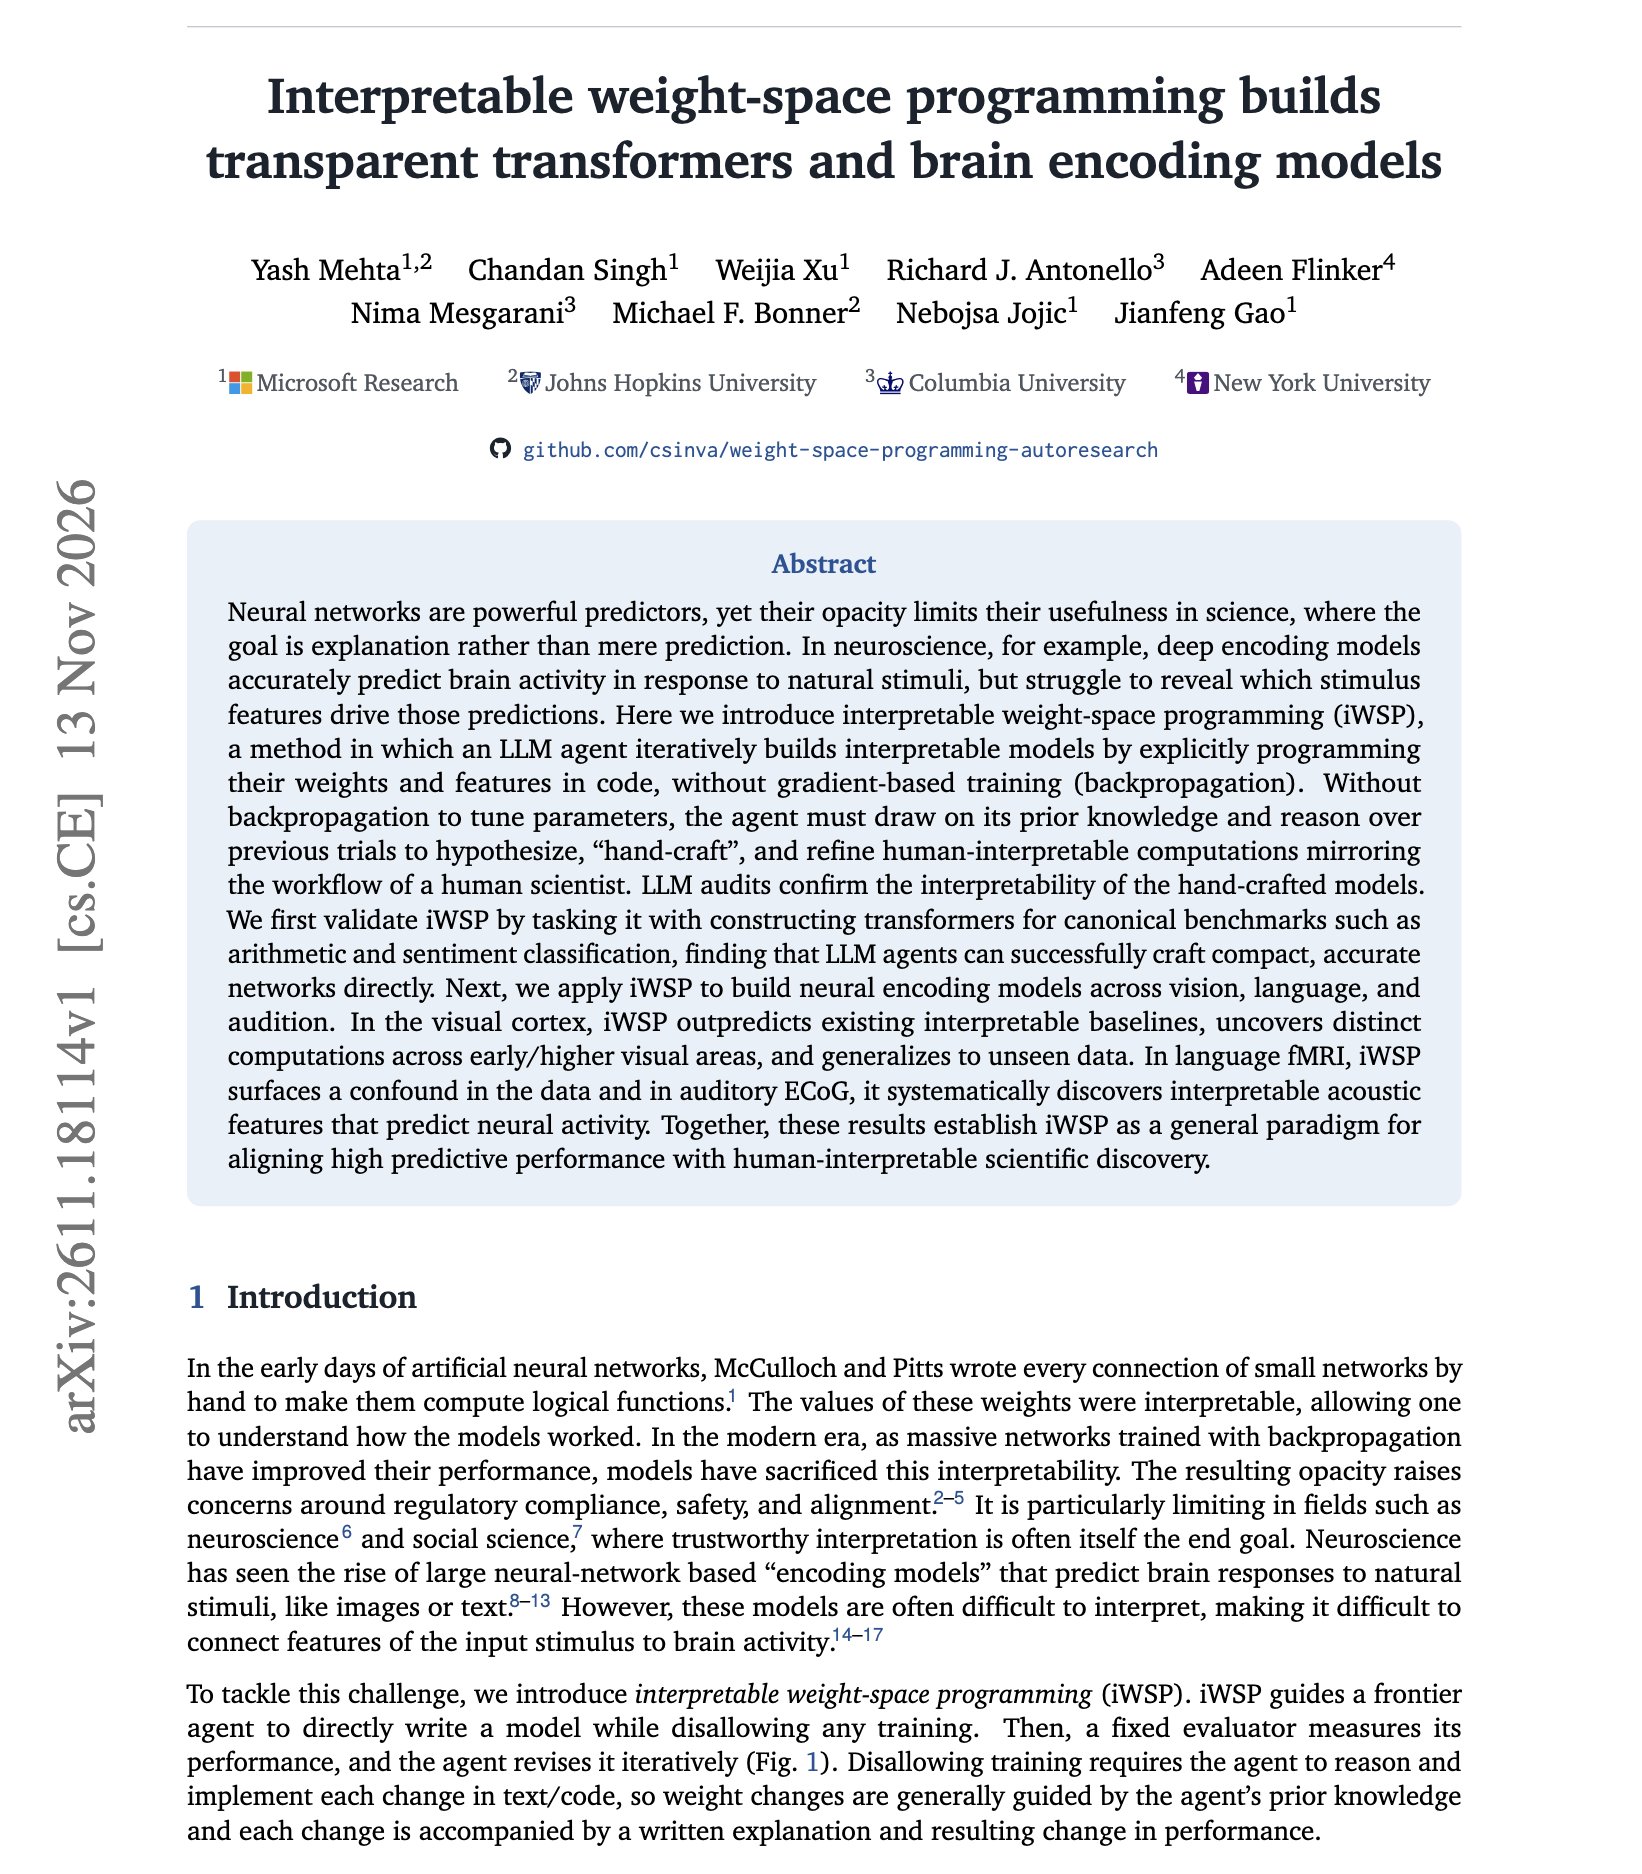 Interpretable weight-space programming builds
transparent transformers and brain encoding models
Yash Mehta1,2 Chandan Singh1 Weijia Xu1 Richard J. Antonello3 Adeen Flinker4
Nima Mesgarani3 Michael F. Bonner2 Nebojsa Jojic1 Jianfeng Gao1
1 Microsoft Research 2 Johns Hopkins University 3 Columbia University 4 New York University
github.com/csinva/weight-space-programming-autoresearch
arXiv:2611.18114v1 [cs.CE] 13 Nov 2026
Abstract
Neural networks are powerful predictors, yet their opacity limits their usefulness in science, where the
goal is explanation rather than mere prediction. In neuroscience, for example, deep encoding models
accurately predict brain activity in response to natural stimuli, but struggle to reveal which stimulus
features drive those predictions. Here we introduce interpretable weight-space programming (iWSP),
a method in which an LLM agent iteratively builds interpretable models by explicitly programming
their weights and features in code, without gradient-based training (backpropagation). Without
backpropagation to tune parameters, the agent must draw on its prior knowledge and reason over
previous trials to hypothesize, “hand-craft”, and refine human-interpretable computations mirroring
the workflow of a human scientist. LLM audits confirm the interpretability of the hand-crafted models.
We first validate iWSP by tasking it with constructing transformers for canonical benchmarks such as
arithmetic and sentiment classification, finding that LLM agents can successfully craft compact, accurate
networks directly. Next, we apply iWSP to build neural encoding models across vision, language, and
audition. In the visual cortex, iWSP outpredicts existing interpretable baselines, uncovers distinct
computations across early/higher visual areas, and generalizes to unseen data. In language fMRI, iWSP
surfaces a confound in the data and in auditory ECoG, it systematically discovers interpretable acoustic
features that predict neural activity. Together, these results establish iWSP as a general paradigm for
aligning high predictive performance with human-interpretable scientific discovery.
1 Introduction
In the early days of artificial neural networks, McCulloch and Pitts wrote every connection of small networks by
hand to make them compute logical functions.1 The values of these weights were interpretable, allowing one
to understand how the models worked. In the modern era, as massive networks trained with backpropagation
have improved their performance, models have sacrificed this interpretability. The resulting opacity raises
concerns around regulatory compliance, safety, and alignment.2–5 It is particularly limiting in fields such as
neuroscience6 and social science,7 where trustworthy interpretation is often itself the end goal. Neuroscience
has seen the rise of large neural-network based “encoding models” that predict brain responses to natural
stimuli, like images or text.8–13 However, these models are often difficult to interpret, making it difficult to
connect features of the input stimulus to brain activity.14–17
To tackle this challenge, we introduce interpretable weight-space programming (iWSP). iWSP guides a frontier
agent to directly write a model while disallowing any training. Then, a fixed evaluator measures its
performance, and the agent revises it iteratively (Fig. 1). Disallowing training requires the agent to reason and
implement each change in text/code, so weight changes are generally guided by the agent’s prior knowledge
and each change is accompanied by a written explanation and resulting change in performance.